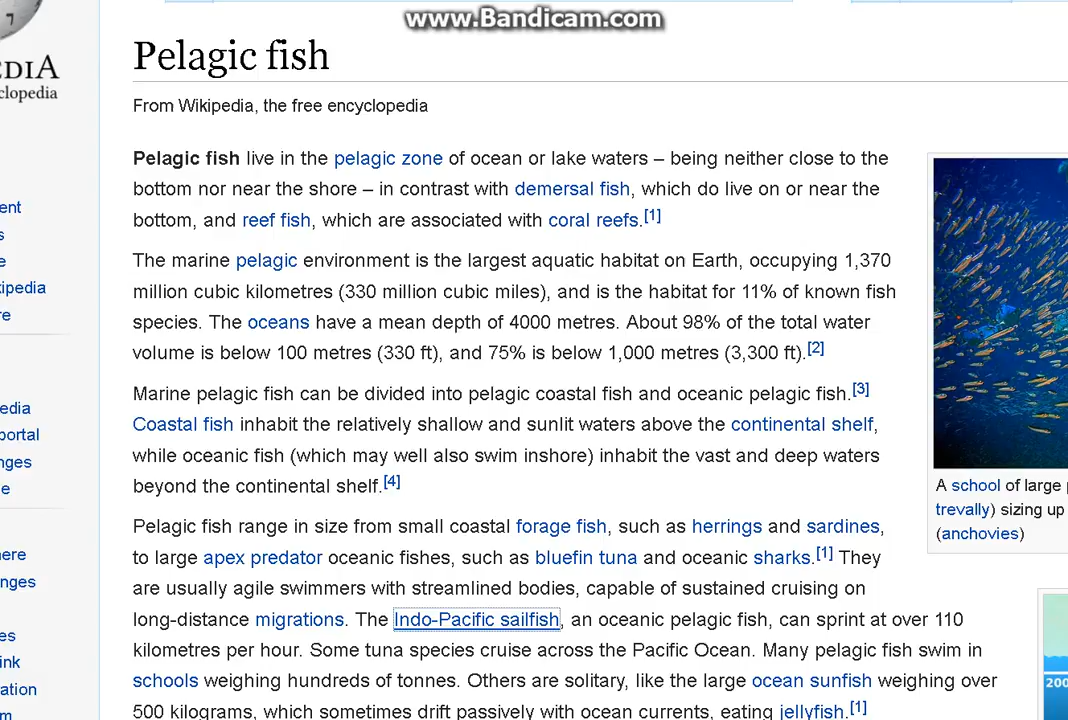 www.Bandicam.com
Pelagic fish
EDIA
clopedia
From Wikipedia, the free encyclopedia
Pelagic fish live in the pelagic zone of ocean or lake waters – being neither close to the
bottom nor near the shore – in contrast with demersal fish, which do live on or near the
bottom, and reef fish, which are associated with coral reefs.[1]
The marine pelagic environment is the largest aquatic habitat on Earth, occupying 1,370
million cubic kilometres (330 million cubic miles), and is the habitat for 11% of known fish
species. The oceans have a mean depth of 4000 metres. About 98% of the total water
volume is below 100 metres (330 ft), and 75% is below 1,000 metres (3,300 ft).[2]
Marine pelagic fish can be divided into pelagic coastal fish and oceanic pelagic fish.[3]
Coastal fish inhabit the relatively shallow and sunlit waters above the continental shelf,
while oceanic fish (which may well also swim inshore) inhabit the vast and deep waters
beyond the continental shelf.[4]
Pelagic fish range in size from small coastal forage fish, such as herrings and sardines,
to large apex predator oceanic fishes, such as bluefin tuna and oceanic sharks.[1] They
are usually agile swimmers with streamlined bodies, capable of sustained cruising on
long-distance migrations. The Indo-Pacific sailfish, an oceanic pelagic fish, can sprint at over 110
kilometres per hour. Some tuna species cruise across the Pacific Ocean. Many pelagic fish swim in
schools weighing hundreds of tonnes. Others are solitary, like the large ocean sunfish weighing over
500 kilograms, which sometimes drift passively with ocean currents, eating jellyfish.[1]
A school of large
trevally) sizing up
(anchovies)
200
ent
s
e
ipedia
re
edia
portal
nges
e
ere
nges
es
ink
ation
m